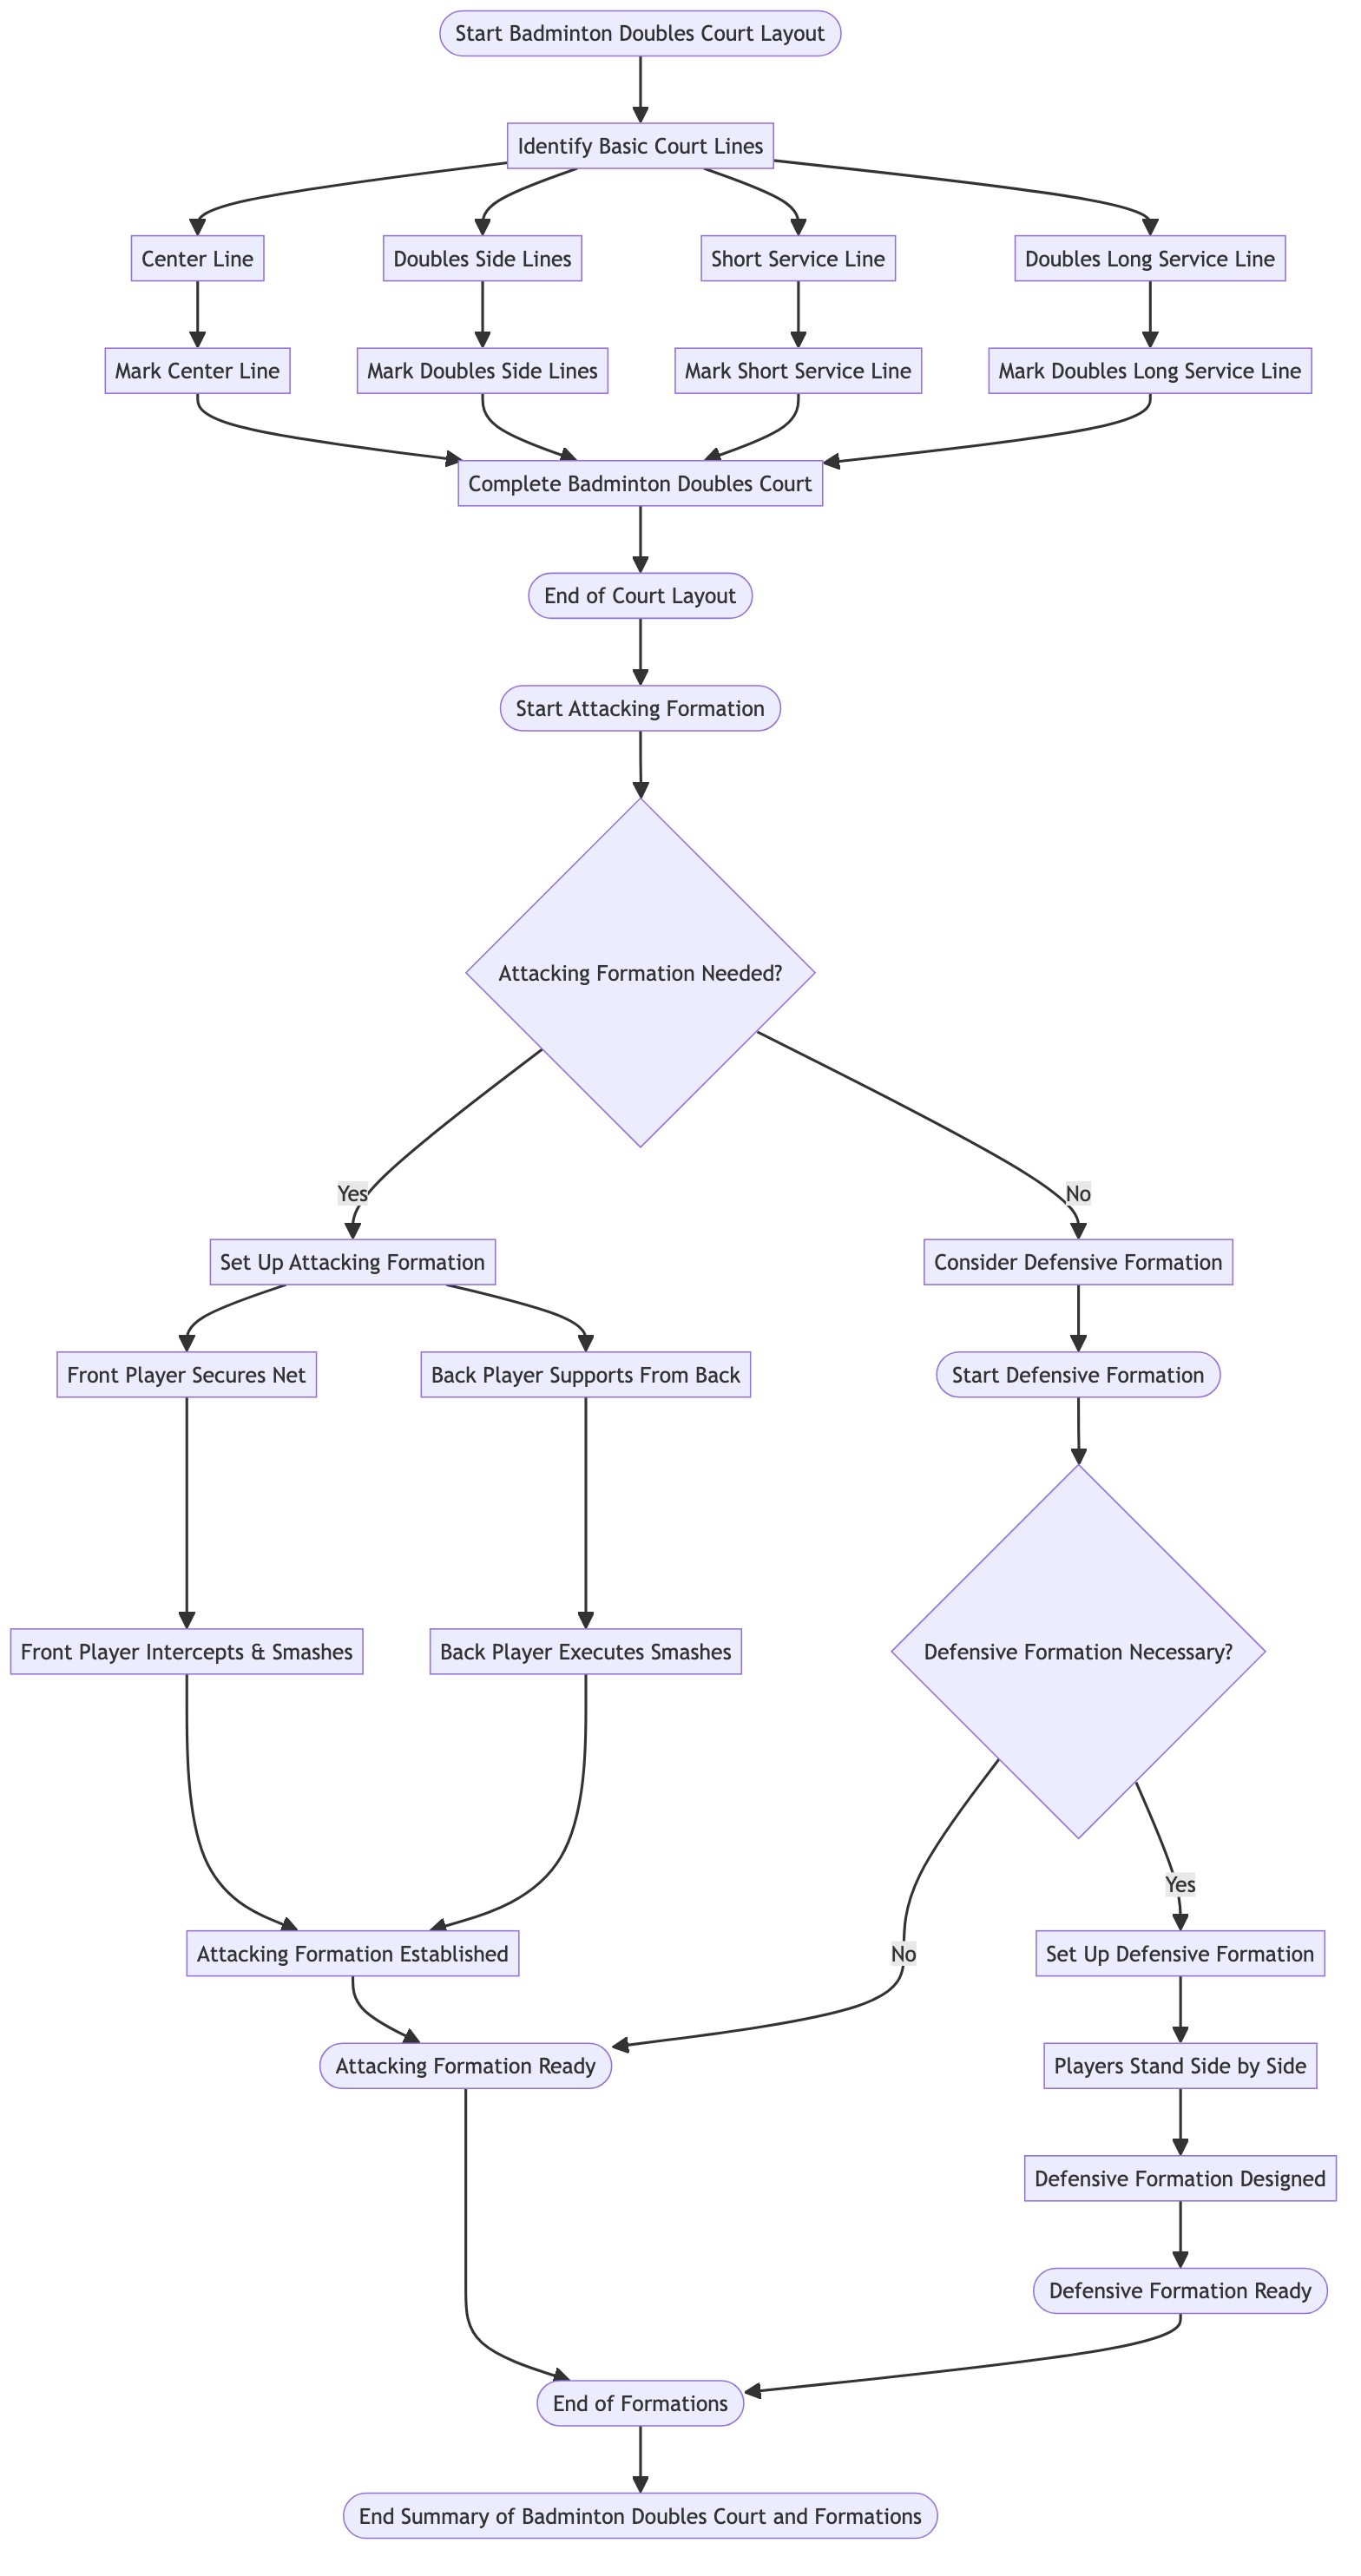 Start Badminton Doubles Court Layout
Identify Basic Court Lines
Center Line
Doubles Side Lines
Short Service Line
Doubles Long Service Line
Mark Center Line
Mark Doubles Side Lines
Mark Short Service Line
Mark Doubles Long Service Line
Complete Badminton Doubles Court
End of Court Layout
Start Attacking Formation
Attacking Formation Needed?
Yes
No
Set Up Attacking Formation
Consider Defensive Formation
Front Player Secures Net
Back Player Supports From Back
Start Defensive Formation
Front Player Intercepts & Smashes
Back Player Executes Smashes
Defensive Formation Necessary?
Yes
Attacking Formation Established
No
Set Up Defensive Formation
Attacking Formation Ready
Players Stand Side by Side
Defensive Formation Designed
Defensive Formation Ready
End of Formations
End Summary of Badminton Doubles Court and Formations